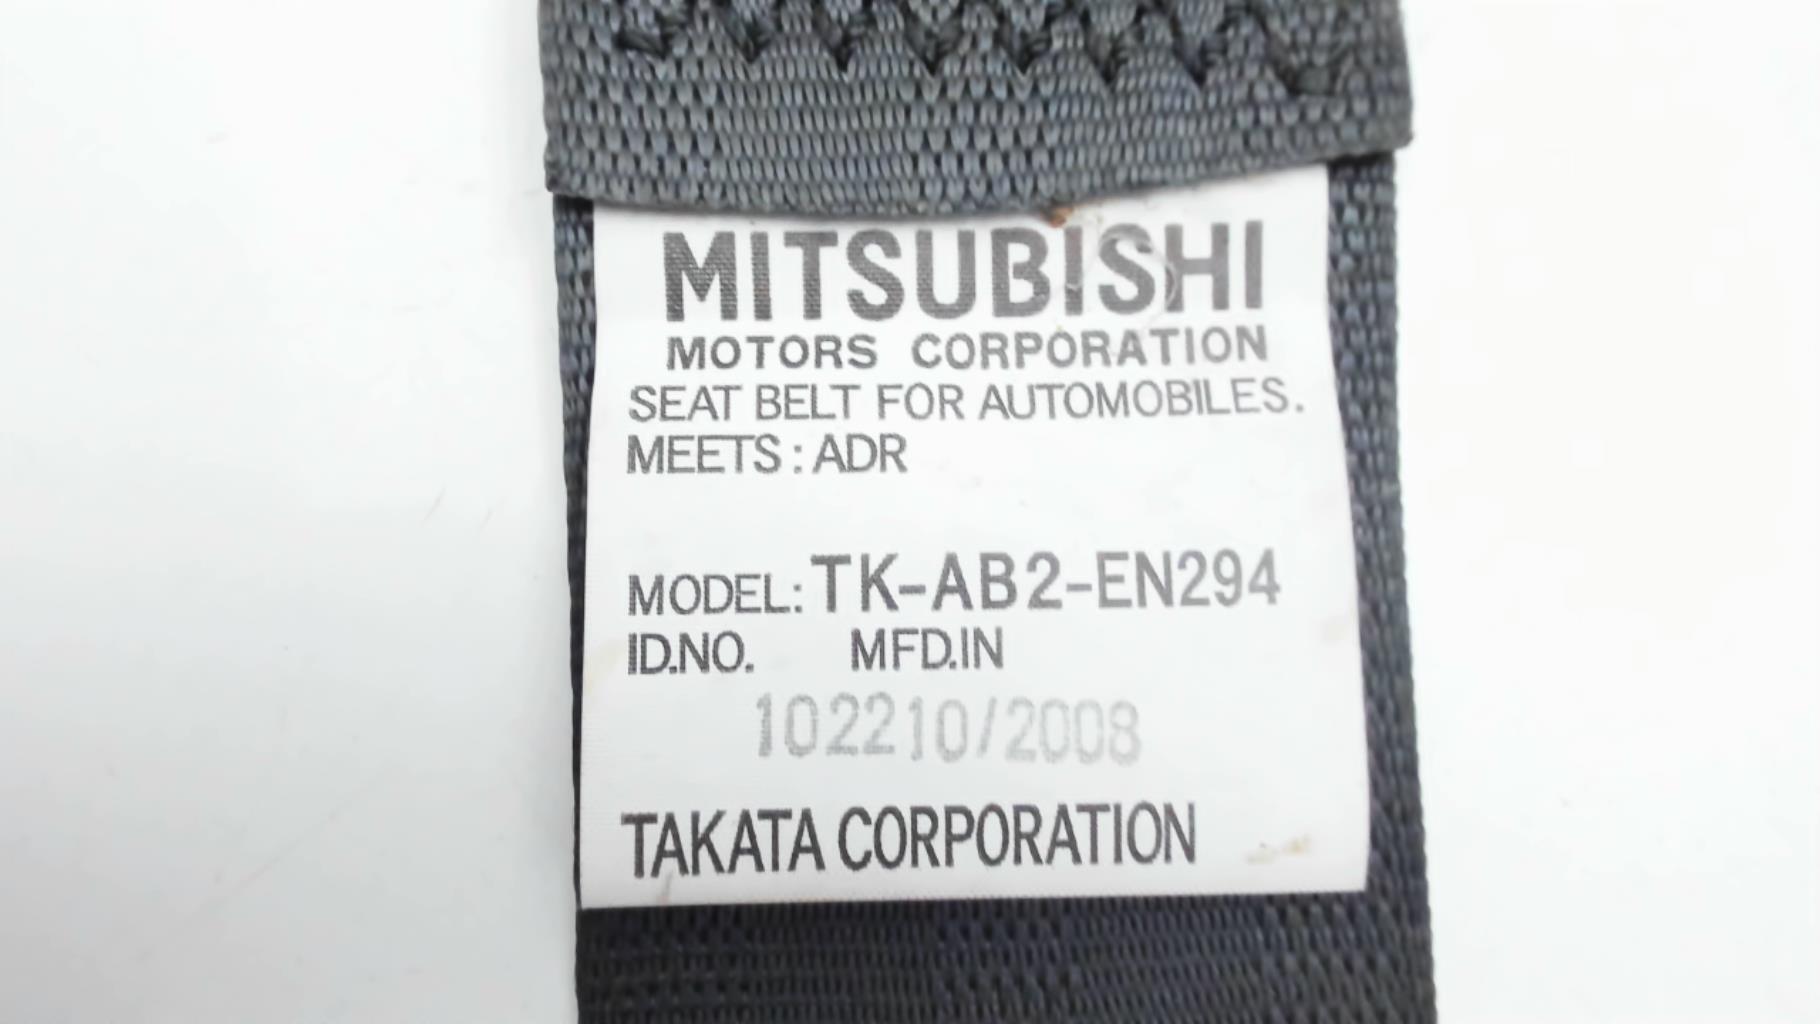 MITSUBISHI
MOTORS CORPORATION
SEAT BELT FOR AUTOMOBILES.
MEETS : ADR
MODEL: TK-AB2-EN294
ID.NO. MFD.IN
102210/2008
TAKATA CORPORATION